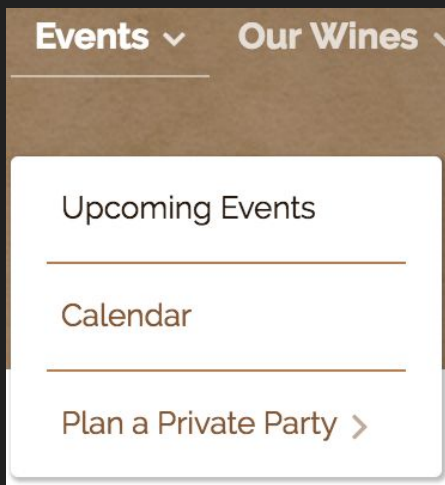 Events Our Wines
Upcoming Events
Calendar
Plan a Private Party